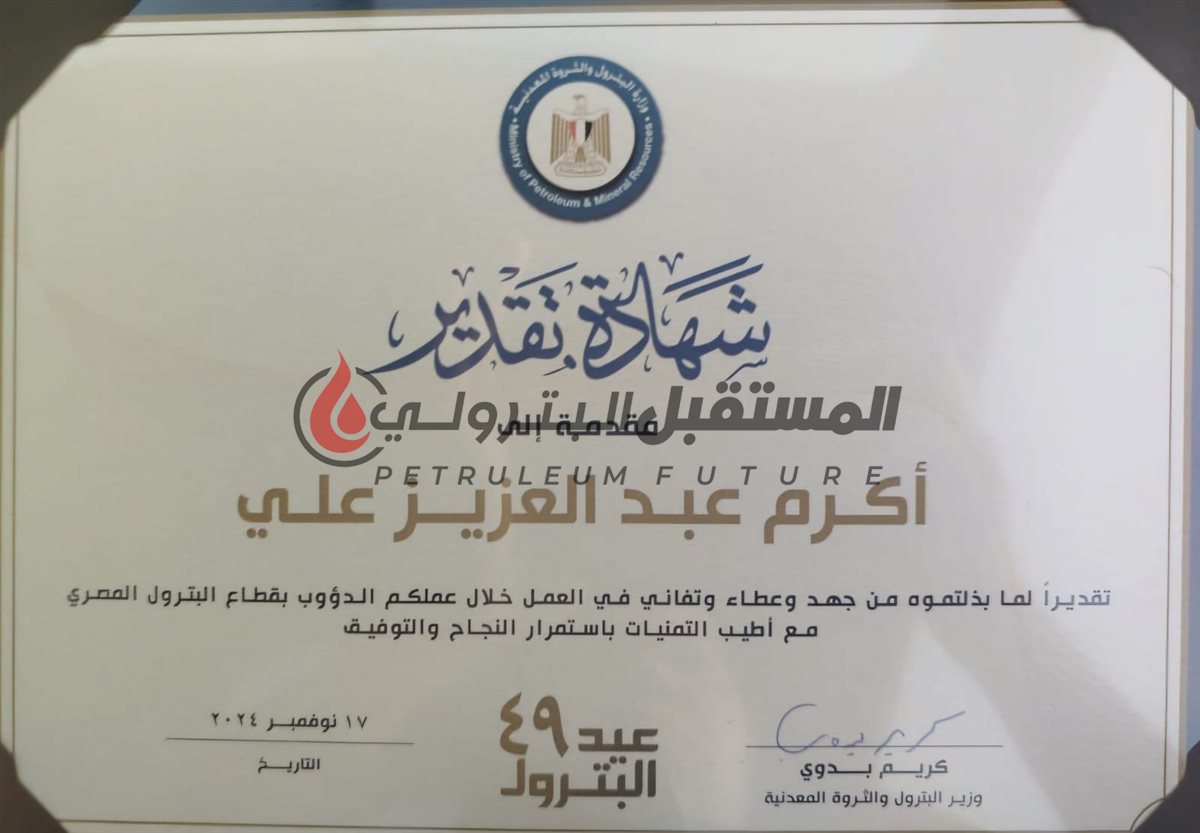 وزارة البترول والثروة المعدنية
Ministry of Petroleum & Mineral Resources
شهادة تقدير
المستقبل البترولي
مقدمة إلى
PETRULEUM FUTURE
أكرم عبد العزيز علي
تقديراً لما بذلتموه من جهد وعطاء وتفاني في العمل خلال عملكم الدؤوب بقطاع البترول المصري
مع أطيب التمنيات باستمرار النجاح والتوفيق
كريم بدوي
كريم بدوي
وزير البترول والثروة المعدنية
عيد ٤٩
البترول
١٧ نوفمبر ٢٠٢٤
التاريخ